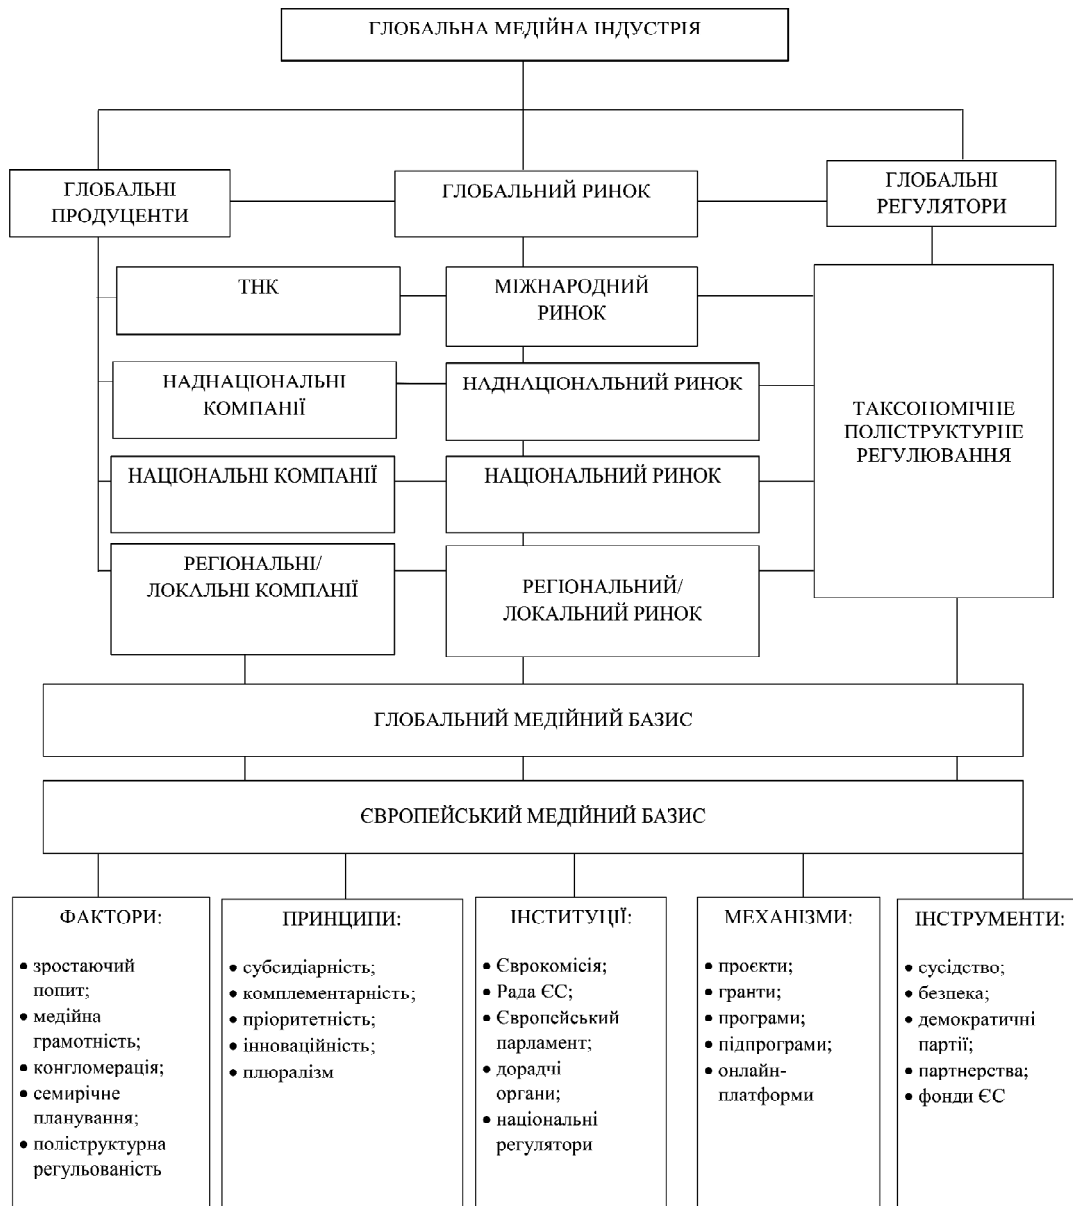 ГЛОБАЛЬНА МЕДІЙНА ІНДУСТРІЯ
ГЛОБАЛЬНІ
ПРОДУЦЕНТИ
ГЛОБАЛЬНИЙ РИНОК
ГЛОБАЛЬНІ
РЕГУЛЯТОРИ
ТНК
МІЖНАРОДНИЙ
РИНОК
НАДНАЦІОНАЛЬНІ
КОМПАНІЇ
НАДНАЦІОНАЛЬНИЙ РИНОК
ТАКСОНОМІЧНЕ
ПОЛІСТРУКТУРНЕ
РЕГУЛЮВАННЯ
НАЦІОНАЛЬНІ КОМПАНІЇ
НАЦІОНАЛЬНИЙ РИНОК
РЕГІОНАЛЬНІ/
ЛОКАЛЬНІ КОМПАНІЇ
РЕГІОНАЛЬНИЙ/
ЛОКАЛЬНИЙ РИНОК
ГЛОБАЛЬНИЙ МЕДІЙНИЙ БАЗИС
ЄВРОПЕЙСЬКИЙ МЕДІЙНИЙ БАЗИС
ФАКТОРИ:
• зростаючий
попит;
• медійна
грамотність;
• конгломерація;
• семирічне
планування;
• поліструктурна
регульованість
ПРИНЦИПИ:
• субсидіарність;
• комплементарність;
• пріоритетність;
• інноваційність;
• плюралізм
ІНСТИТУЦІЇ:
• Єврокомісія;
• Рада ЄС;
• Європейський
парламент;
• дорадчі
органи;
• національні
регулятори
МЕХАНІЗМИ:
• проєкти;
• гранти;
• програми;
• підпрограми;
• онлайн-
платформи
ІНСТРУМЕНТИ:
• сусідство;
• безпека;
• демократичні
партії;
• партнерства;
• фонди ЄС